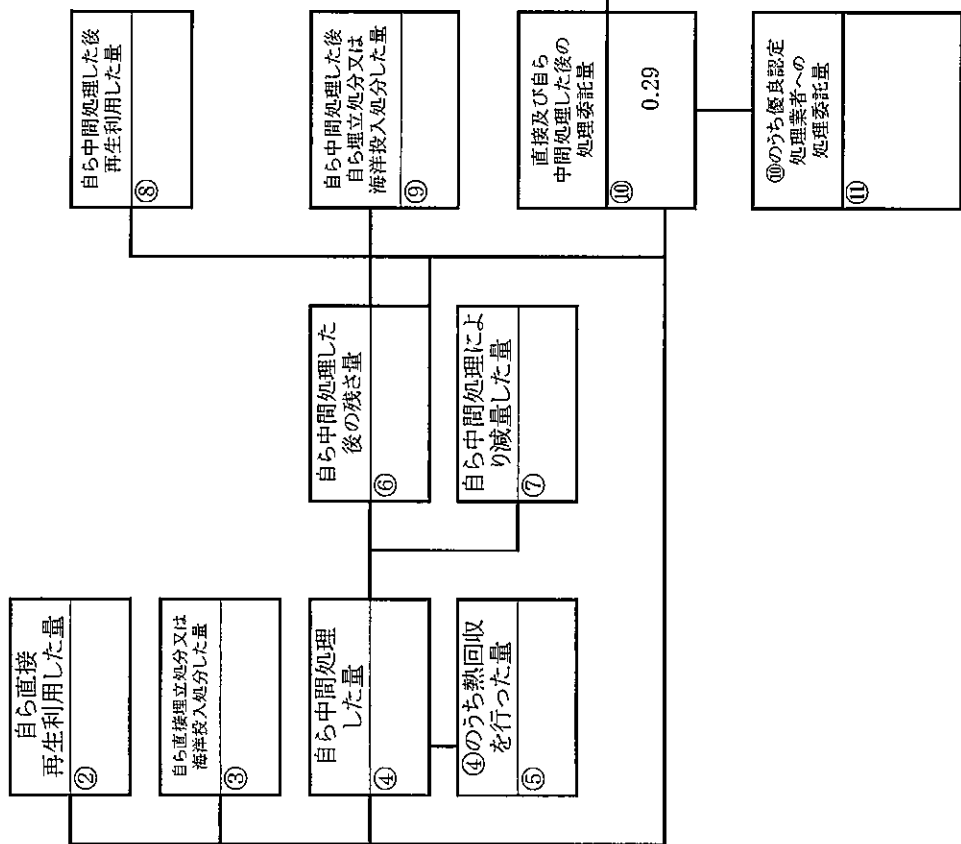 自ら直接
再生利用した量
②
自ら直接埋立処分又は
海洋投入処分した量
③
自ら中間処理
した量
④
④のうち熱回収
を行った量
⑤
自ら中間処理した
後の残さ量
⑥
自ら中間処理によ
り減量した量
⑦
自ら中間処理した後
再生利用した量
⑧
自ら中間処理した後
自ら埋立処分又は
海洋投入処分した量
⑨
直接及び自ら
中間処理した後の
処理委託量
⑩
0.29
⑩のうち優良認定
処理業者への
処理委託量
⑪